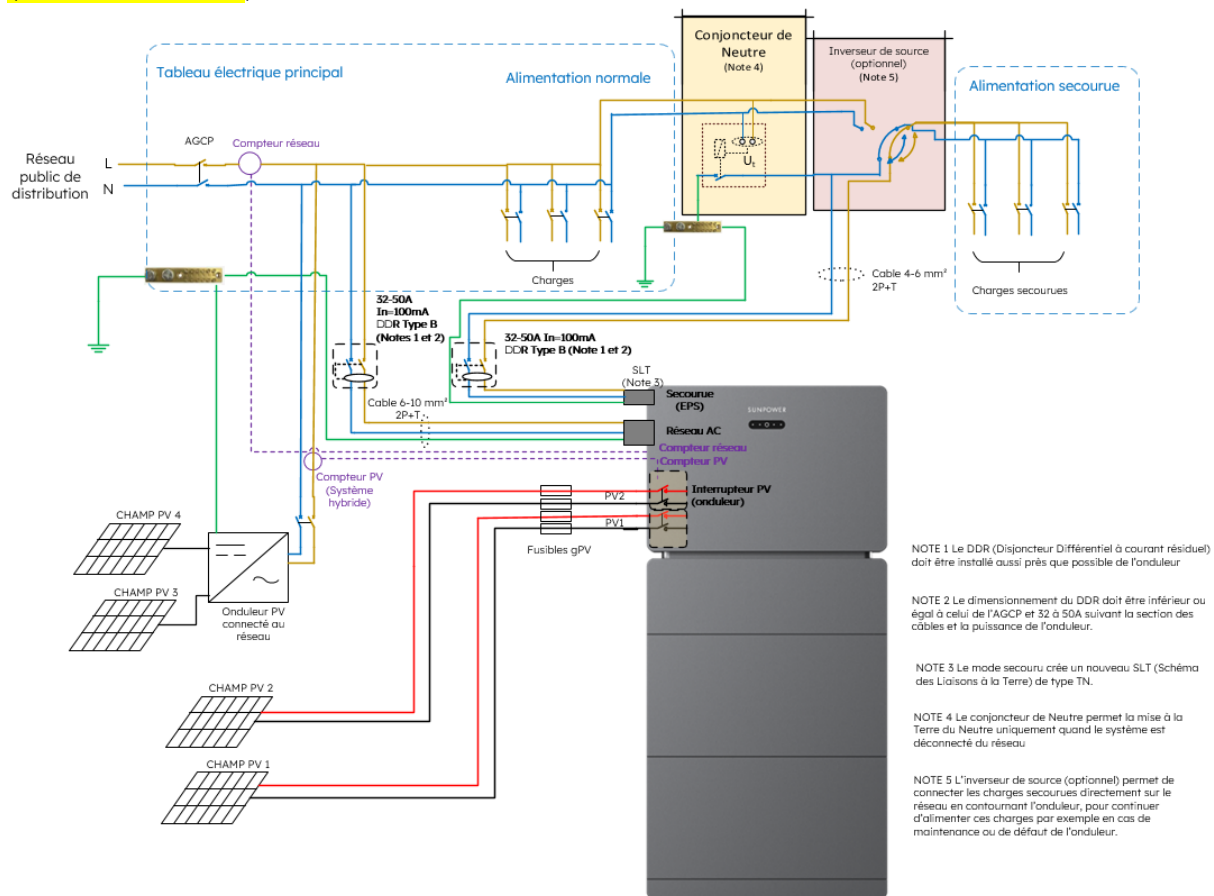 Conjoncteur de
Neutre
(Note 4)
Inverseur de source
(optionnel)
(Note 5)
Tableau électrique principal
Alimentation normale
Alimentation secourue
AGCP
Compteur réseau
Réseau
public de
distribution
L
N
Ut
Charges
Cable 4-6 mm²
2P+T
Charges secourues
32-50A
In=100mA
DDR Type B
(Notes 1 et 2)
32-50A In=100mA
DDR Type B (Note 1 et 2)
SLT
(Note 3)
Secourue
(EPS)
SUNPOWER
Cable 6-10 mm²
2P+T
Réseau AC
Compteur réseau
Compteur PV
Compteur PV
(Système
hybride)
Interrupteur PV
(onduleur)
PV2
PV1
Fusibles gPV
CHAMP PV 4
CHAMP PV 3
Onduleur PV
connecté au
réseau
CHAMP PV 2
CHAMP PV 1
NOTE 1 Le DDR (Disjoncteur Différentiel à courant résiduel)
doit être installé aussi près que possible de l'onduleur
NOTE 2 Le dimensionnement du DDR doit être inférieur ou
égal à celui de l'AGCP et 32 à 50A suivant la section des
câbles et la puissance de l'onduleur.
NOTE 3 Le mode secouru crée un nouveau SLT (Schéma
des Liaisons à la Terre) de type TN.
NOTE 4 Le conjoncteur de Neutre permet la mise à la
Terre du Neutre uniquement quand le système est
déconnecté du réseau
NOTE 5 L'inverseur de source (optionnel) permet de
connecter les charges secourues directement sur le
réseau en contournant l'onduleur, pour continuer
d'alimenter ces charges par exemple en cas de
maintenance ou de défaut de l'onduleur.